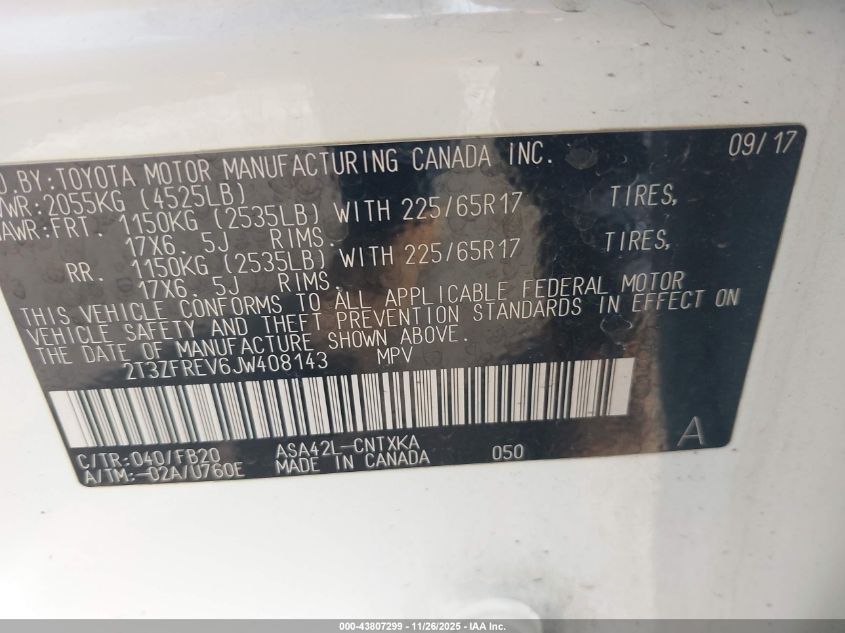 D.BY:TOYOTA MOTOR MANUFACTURING CANADA INC. 09/17
VWR:2055KG (4525LB)
AWR:FRT. 1150KG (2535LB) WITH 225/65R17 TIRES,
17X6.5J RIMS.
RR. 1150KG (2535LB) WITH 225/65R17 TIRES,
17X6.5J RIMS.
THIS VEHICLE CONFORMS TO ALL APPLICABLE FEDERAL MOTOR
VEHICLE SAFETY AND THEFT PREVENTION STANDARDS IN EFFECT ON
THE DATE OF MANUFACTURE SHOWN ABOVE.
2T3ZFREV6JW408143 MPV
C/TR:040/FB20 ASA42L-CNTXKA 050 A
A/TM:-02A/U760E MADE IN CANADA
000-43807299 - 11/26/2025 - IAA Inc.